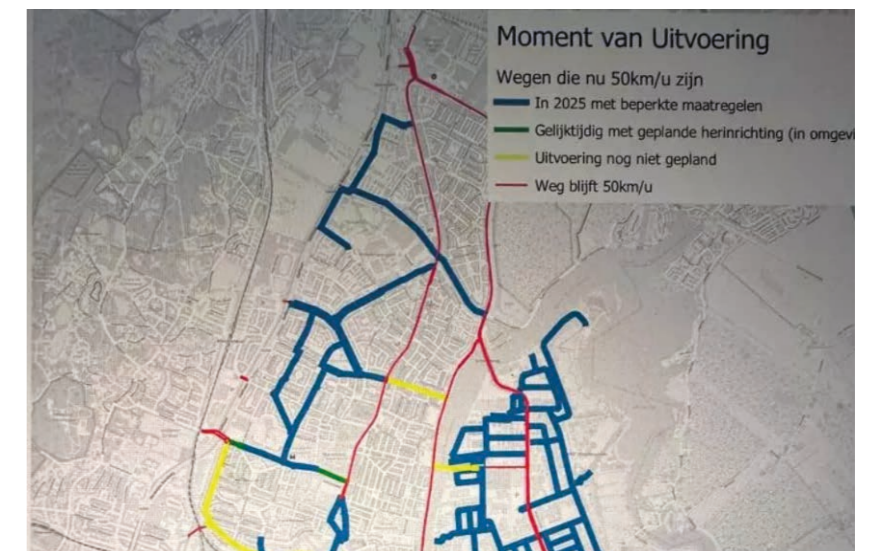 Moment van Uitvoering
Wegen die nu 50km/u zijn
In 2025 met beperkte maatregelen
Gelijktijdig met geplande herinrichting (in omgevi
Uitvoering nog niet gepland
Weg blijft 50km/u